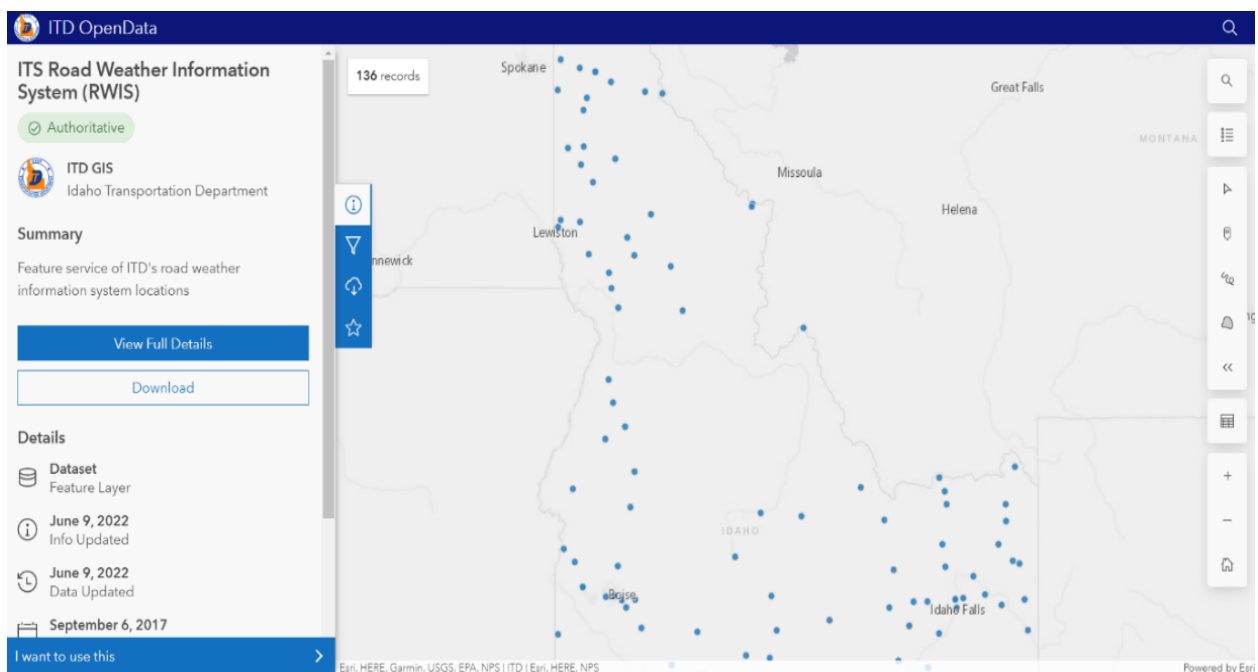 ITD OpenData
ITS Road Weather Information
System (RWIS)
Authoritative
ITD GIS
Idaho Transportation Department
Summary
Feature service of ITD's road weather
information system locations
View Full Details
Download
Details
Dataset
Feature Layer
June 9, 2022
Info Updated
June 9, 2022
Data Updated
September 6, 2017
I want to use this
136 records
Spokane
Great Falls
MONTANA
Missoula
Helena
Lewiston
nnewick
IDAHO
Boise
Idaho Falls
Esri, HERE, Garmin, USGS, EPA, NPS | ITD | Esri, HERE, NPS
Powered by Esri